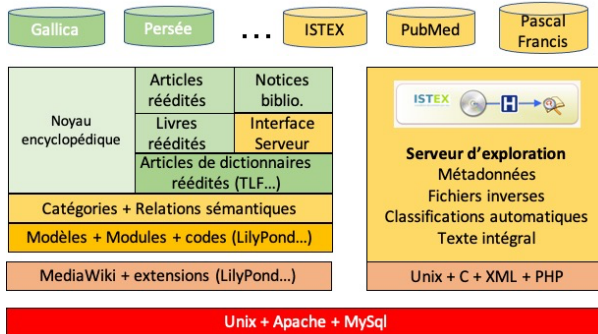 Gallica
Persée
...
ISTEX
PubMed
Pascal
Francis
Noyau
encyclopédique
Articles
réédités
Notices
biblio.
Livres
réédités
Interface
Serveur
Articles de dictionnaires
réédités (TLF...)
Catégories + Relations sémantiques
Modèles + Modules + codes (LilyPond...)
MediaWiki + extensions (LilyPond...)
ISTEX
H
Serveur d'exploration
Métadonnées
Fichiers inverses
Classifications automatiques
Texte intégral
Unix + C + XML + PHP
Unix + Apache + MySql